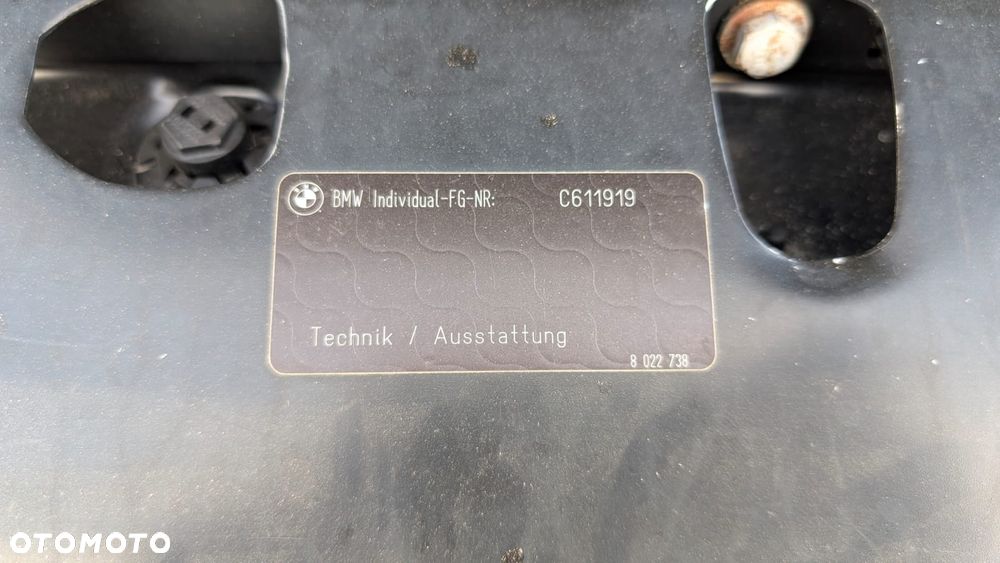 BMW Individual-FG-NR: C611919
Technik / Ausstattung
8 022 738
OTOMOTO